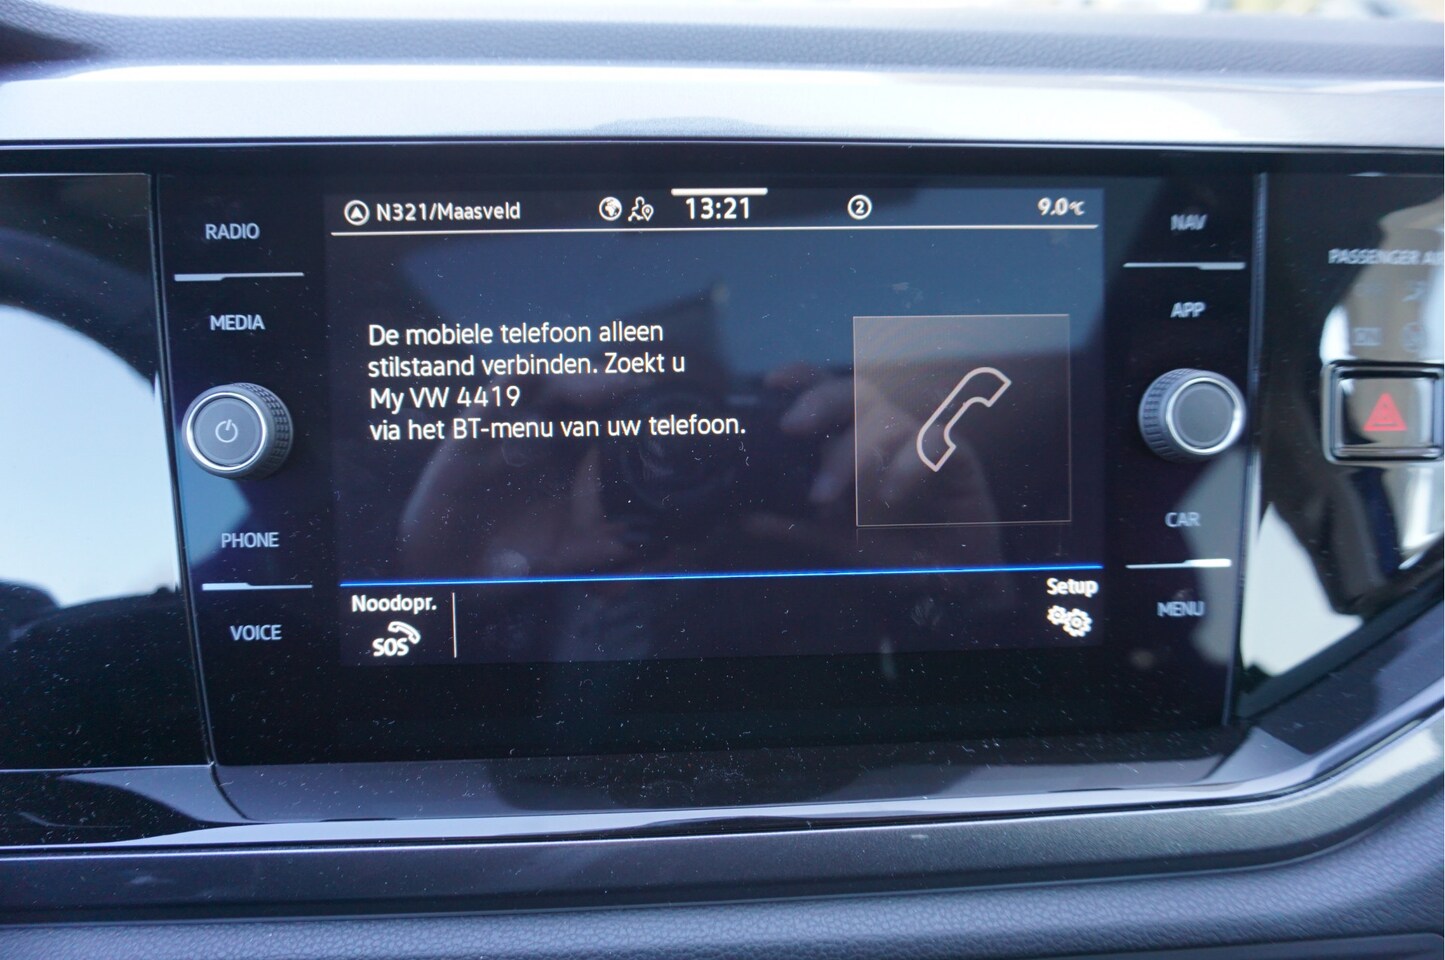 RADIO
MEDIA
PHONE
VOICE
N321/Maasveld
13:21
2
9.0°C
De mobiele telefoon alleen
stilstaand verbinden. Zoekt u
My VW 4419
via het BT-menu van uw telefoon.
Noodopr.
SOS
Setup
NAV
APP
CAR
MENU
PASSENGER